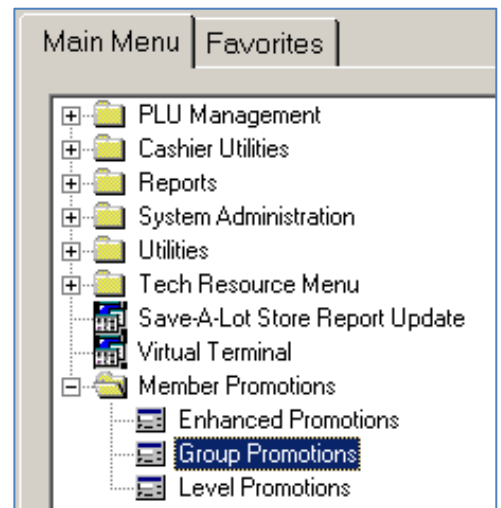 Main Menu Favorites
PLU Management
Cashier Utilities
Reports
System Administration
Utilities
Tech Resource Menu
Save-A-Lot Store Report Update
Virtual Terminal
Member Promotions
Enhanced Promotions
Group Promotions
Level Promotions